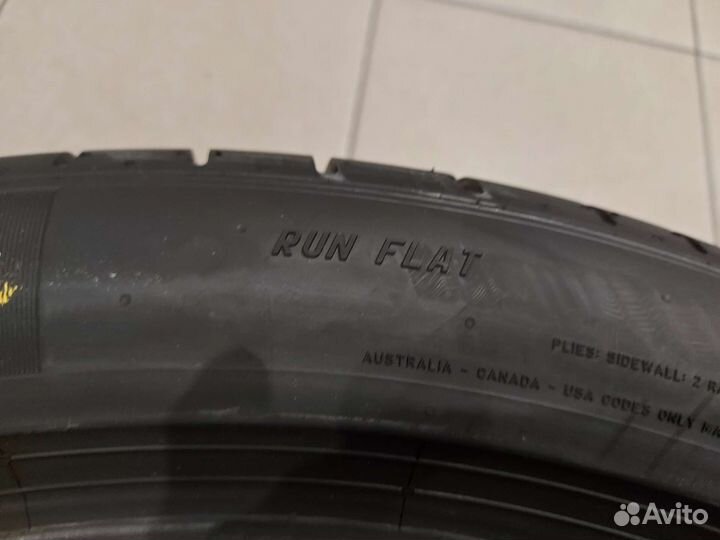 RUN FLAT
PLIES: SIDEWALL: 2
AUSTRALIA - CANADA - USA CODES ONLY
Avito